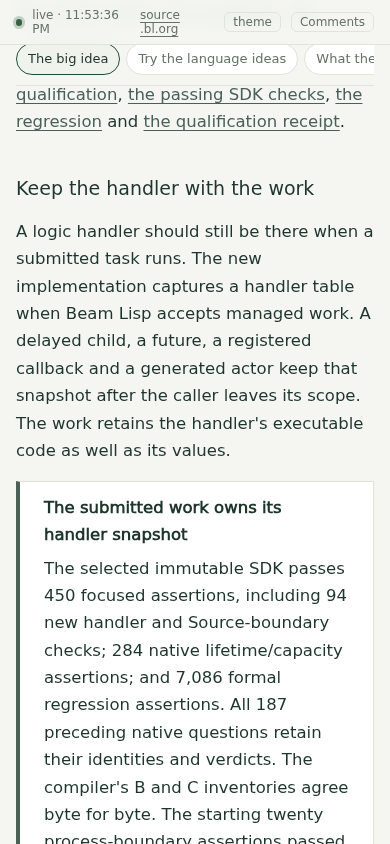 live · 11:53:36 PM
source .bl.org
theme
Comments
The big idea
Try the language ideas
What the
qualification, the passing SDK checks, the
regression and the qualification receipt.
Keep the handler with the work
A logic handler should still be there when a
submitted task runs. The new
implementation captures a handler table
when Beam Lisp accepts managed work. A
delayed child, a future, a registered
callback and a generated actor keep that
snapshot after the caller leaves its scope.
The work retains the handler's executable
code as well as its values.
The submitted work owns its
handler snapshot
The selected immutable SDK passes
450 focused assertions, including 94
new handler and Source-boundary
checks; 284 native lifetime/capacity
assertions; and 7,086 formal
regression assertions. All 187
preceding native questions retain
their identities and verdicts. The
compiler's B and C inventories agree
byte for byte. The starting twenty
process-boundary assertions passed